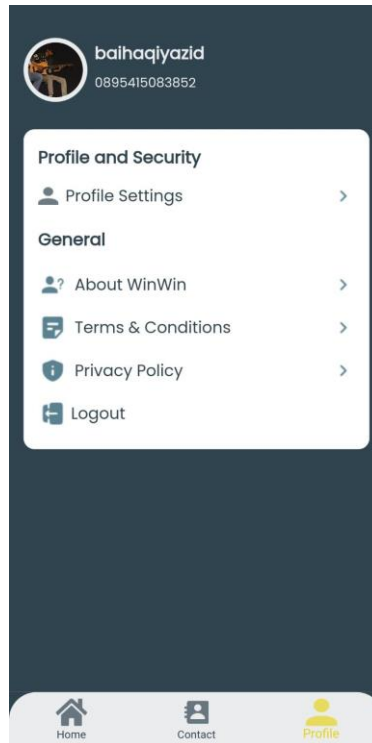 baihaqiyazid
0895415083852
Profile and Security
Profile Settings
General
About WinWin
Terms & Conditions
Privacy Policy
Logout
Home
Contact
Profile